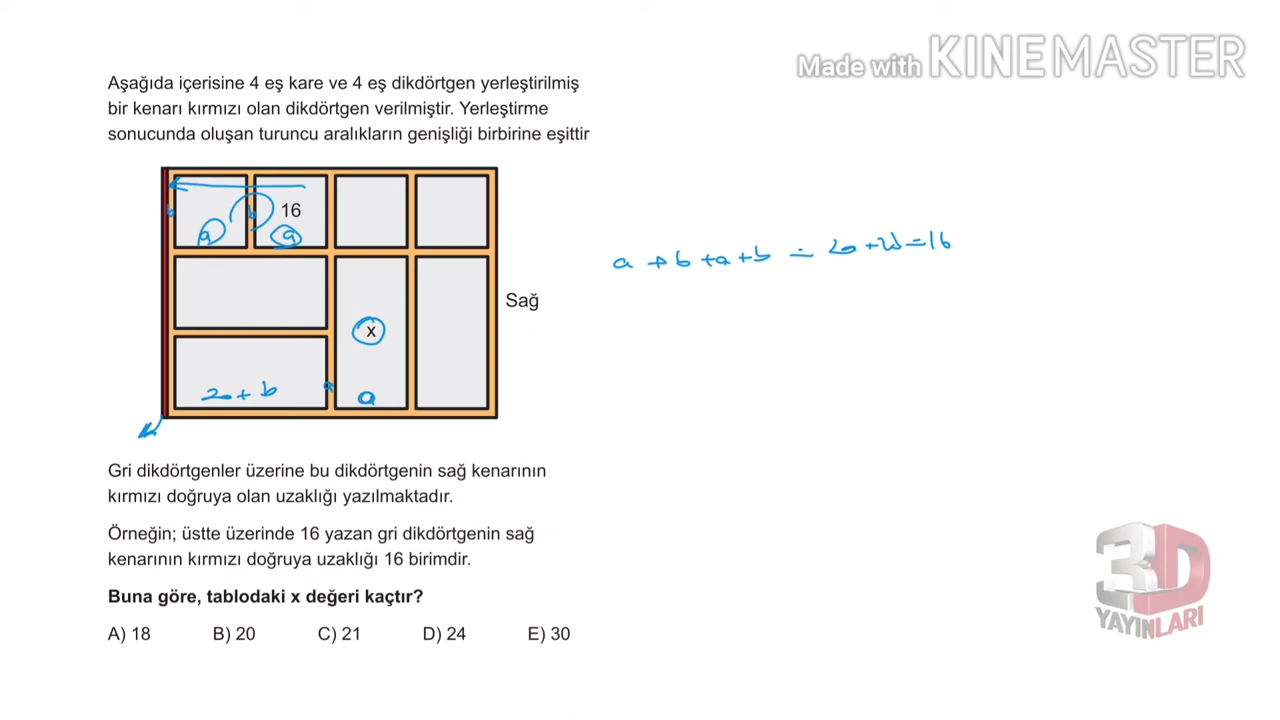 Made with KINEMASTER
Aşağıda içerisine 4 eş kare ve 4 eş dikdörtgen yerleştirilmiş
bir kenarı kırmızı olan dikdörtgen verilmiştir. Yerleştirme
sonucunda oluşan turuncu aralıkların genişliği birbirine eşittir
b
b
16
a
a
a + b + a + b = 2a + 2b = 16
Sağ
x
2a + b
a
a
Gri dikdörtgenler üzerine bu dikdörtgenin sağ kenarının
kırmızı doğruya olan uzaklığı yazılmaktadır.
Örneğin; üstte üzerinde 16 yazan gri dikdörtgenin sağ
kenarının kırmızı doğruya uzaklığı 16 birimdir.
Buna göre, tablodaki x değeri kaçtır?
A) 18 B) 20 C) 21 D) 24 E) 30
3D
YAYINLARI